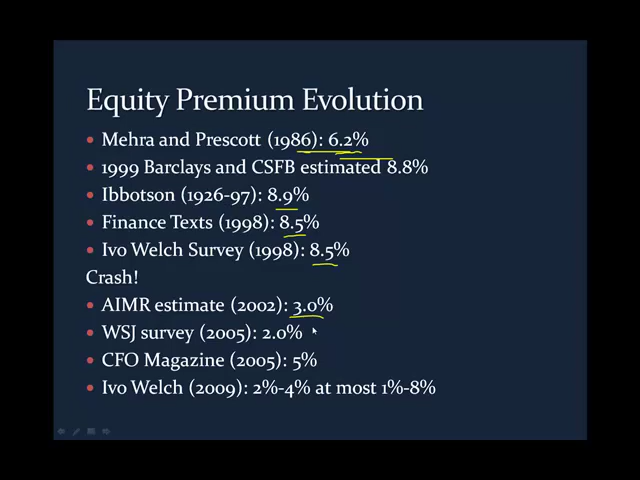 Equity Premium Evolution
• Mehra and Prescott (1986): 6.2%
• 1999 Barclays and CSFB estimated 8.8%
• Ibbotson (1926-97): 8.9%
• Finance Texts (1998): 8.5%
• Ivo Welch Survey (1998): 8.5%
Crash!
• AIMR estimate (2002): 3.0%
• WSJ survey (2005): 2.0%
• CFO Magazine (2005): 5%
• Ivo Welch (2009): 2%-4% at most 1%-8%